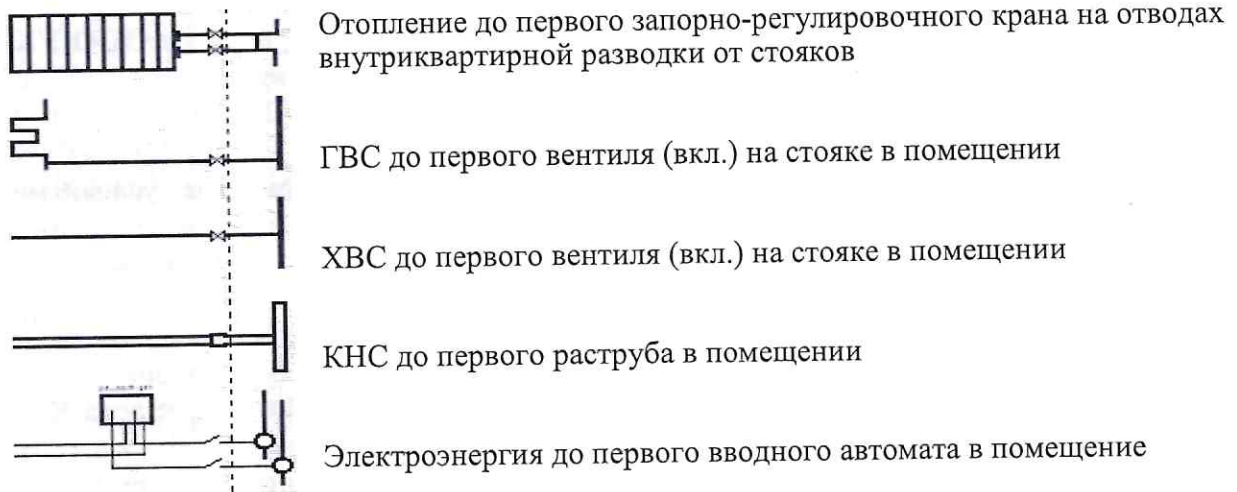 Отопление до первого запорно-регулировочного крана на отводах
внутриквартирной разводки от стояков
ГВС до первого вентиля (вкл.) на стояке в помещении
ХВС до первого вентиля (вкл.) на стояке в помещении
КНС до первого раструба в помещении
Электроэнергия до первого вводного автомата в помещение